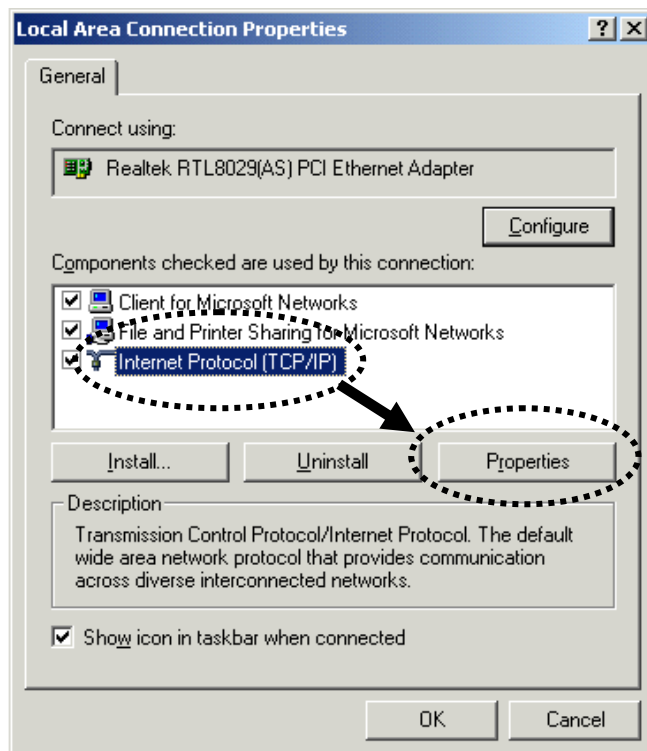 Local Area Connection Properties
General
Connect using:
Realtek RTL8029(AS) PCI Ethernet Adapter
Configure
Components checked are used by this connection:
Client for Microsoft Networks
File and Printer Sharing for Microsoft Networks
Internet Protocol (TCP/IP)
Install... Uninstall Properties
Description
Transmission Control Protocol/Internet Protocol. The default
wide area network protocol that provides communication
across diverse interconnected networks.
Show icon in taskbar when connected
OK Cancel